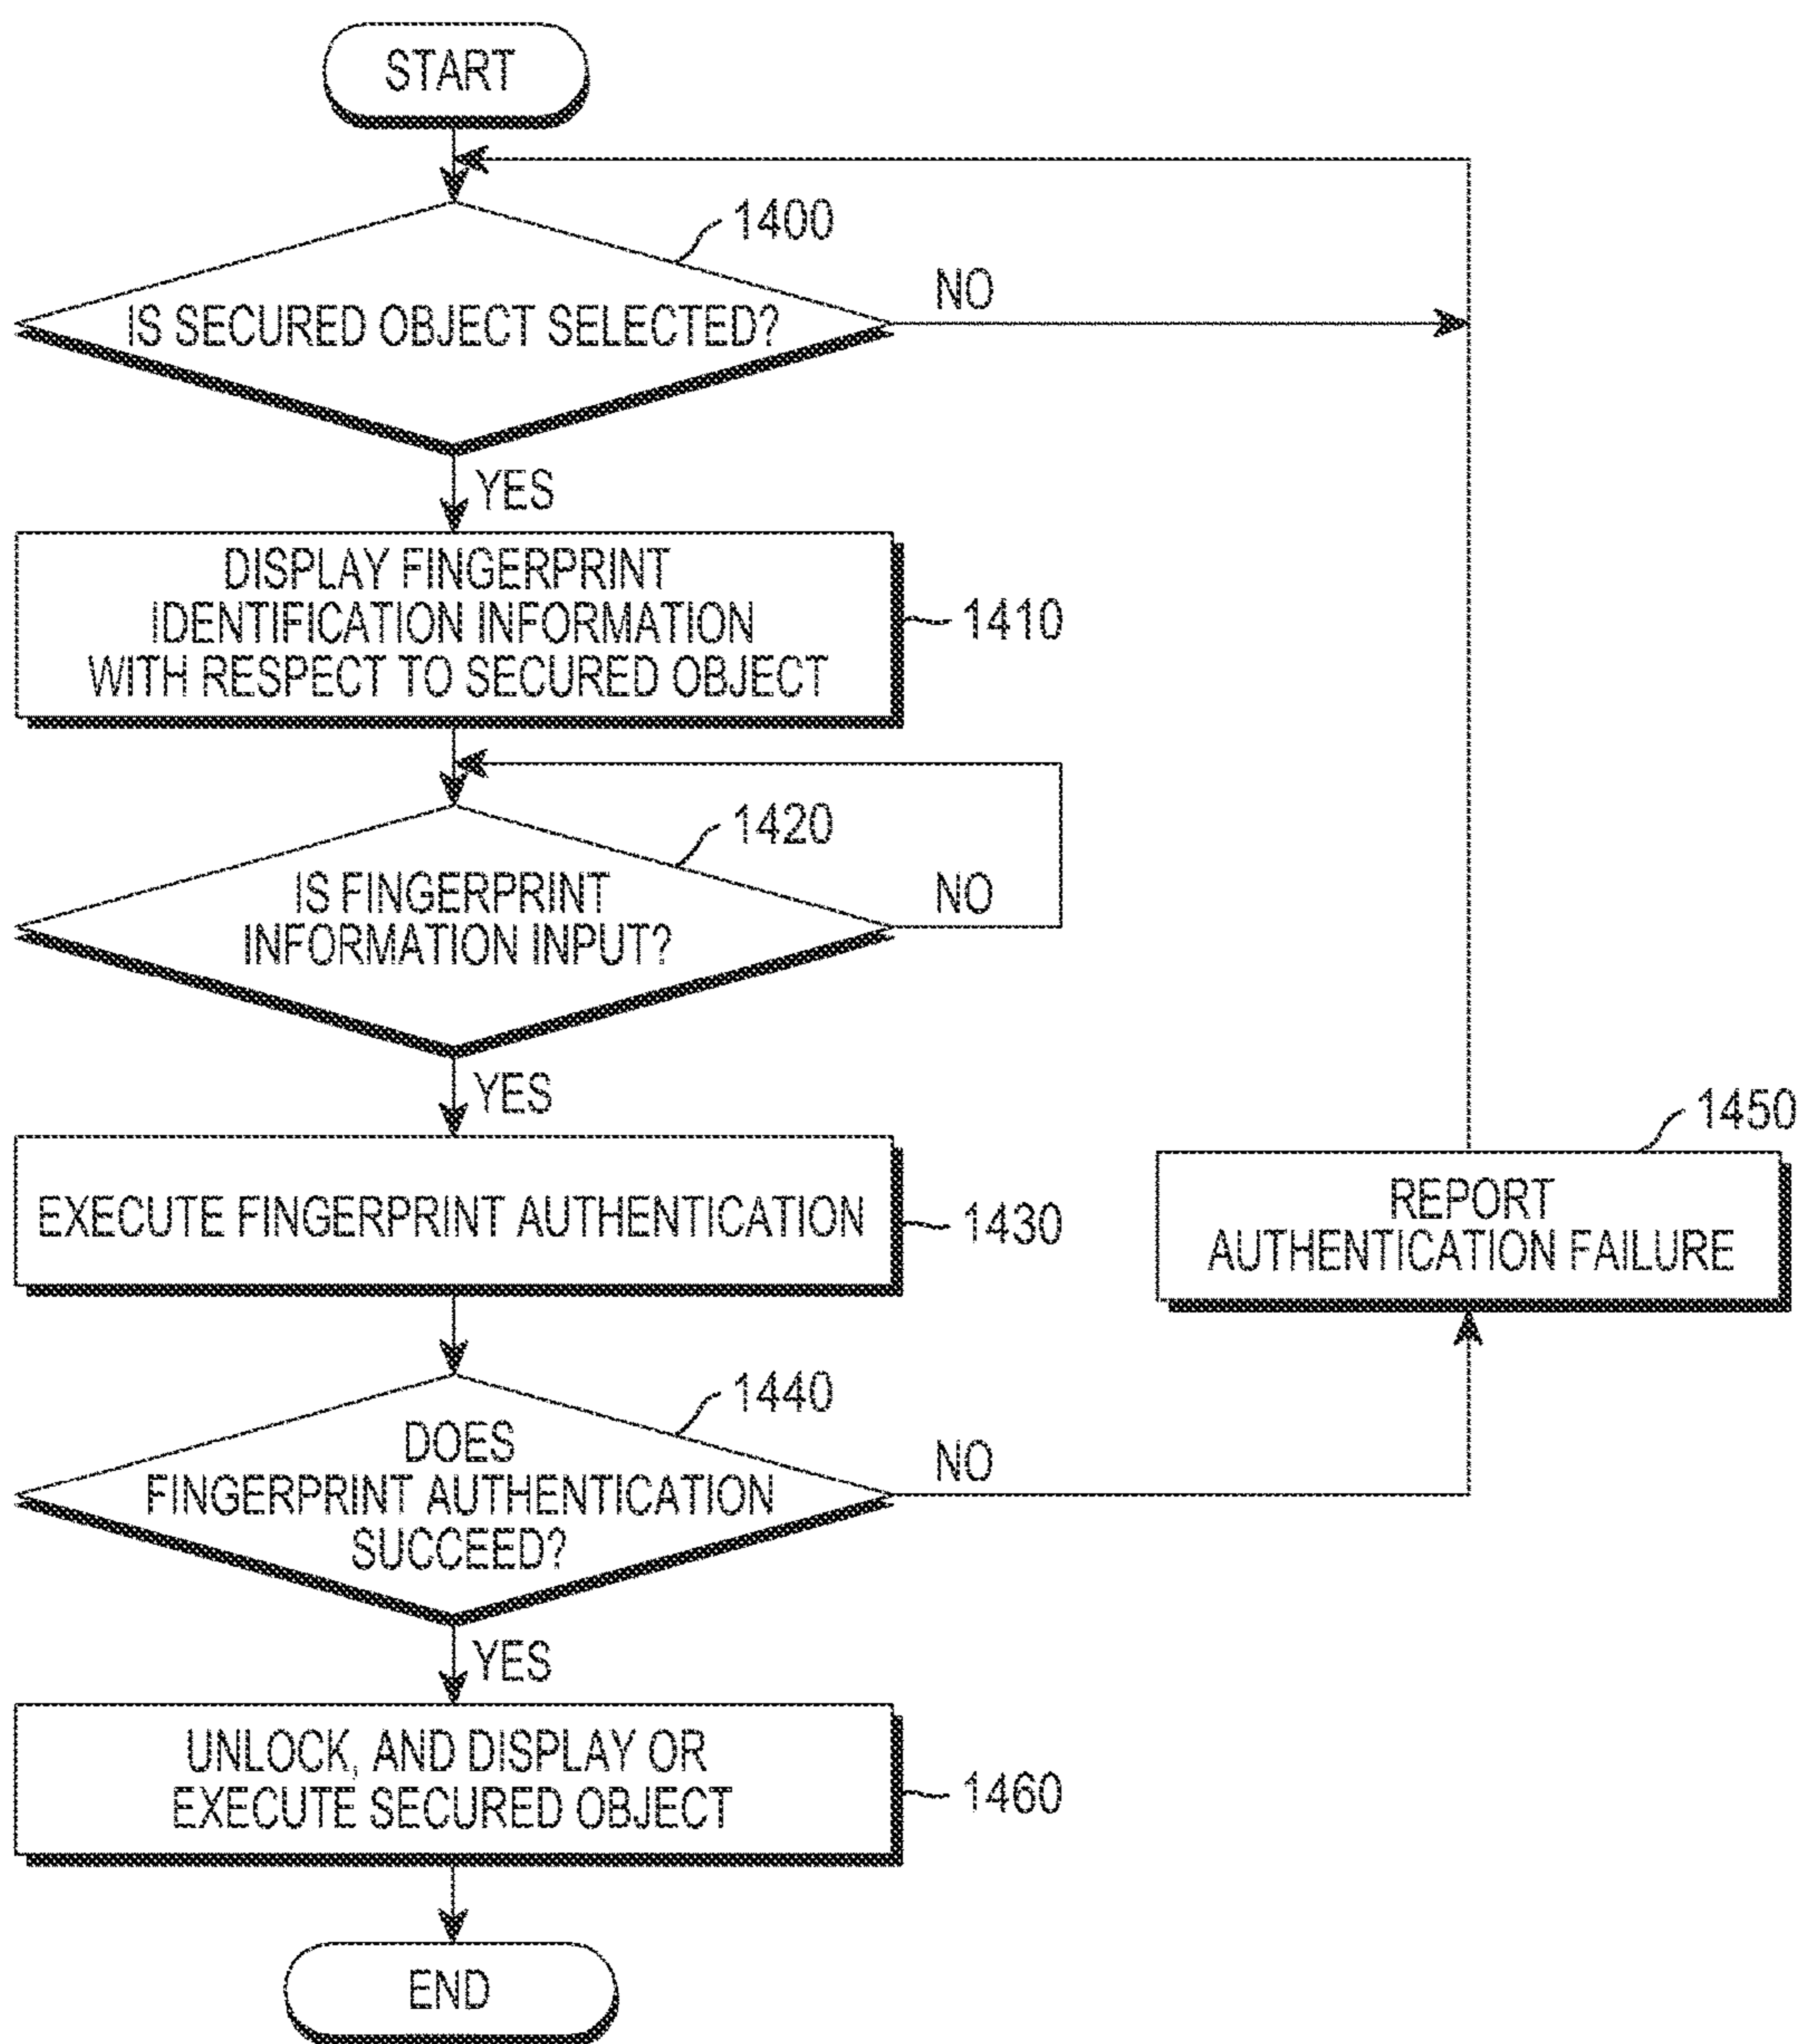 START
1400
IS SECURED OBJECT SELECTED?
NO
YES
DISPLAY FINGERPRINT
IDENTIFICATION INFORMATION
WITH RESPECT TO SECURED OBJECT
1410
1420
IS FINGERPRINT
INFORMATION INPUT?
NO
YES
EXECUTE FINGERPRINT AUTHENTICATION
1430
1450
REPORT
AUTHENTICATION FAILURE
1440
DOES
FINGERPRINT AUTHENTICATION
SUCCEED?
NO
YES
UNLOCK, AND DISPLAY OR
EXECUTE SECURED OBJECT
1460
END